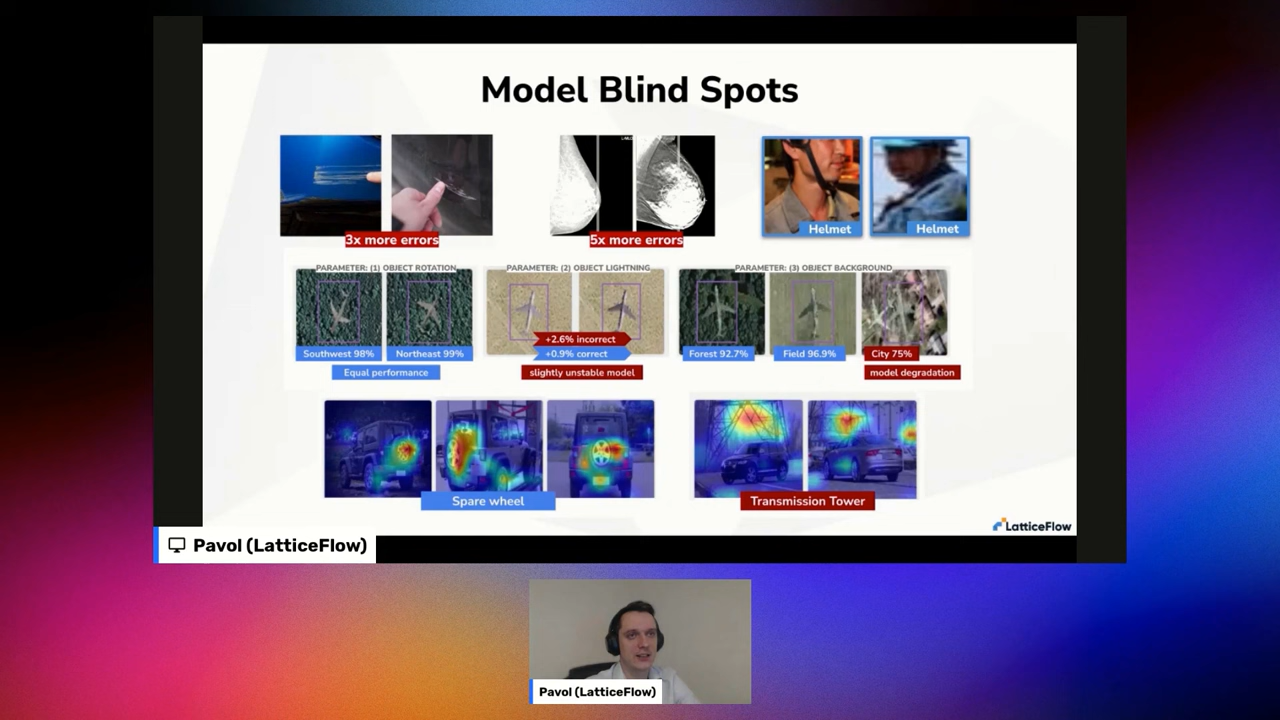 Model Blind Spots
3x more errors
5x more errors
Helmet
Helmet
PARAMETER: (1) OBJECT ROTATION
PARAMETER: (2) OBJECT LIGHTNING
PARAMETER: (3) OBJECT BACKGROUND
Southwest 98%
Northeast 99%
+2.6% incorrect
+0.9% correct
Forest 92.7%
Field 96.9%
City 75%
Equal performance
slightly unstable model
model degradation
Spare wheel
Transmission Tower
LatticeFlow
Pavol (LatticeFlow)
Pavol (LatticeFlow)